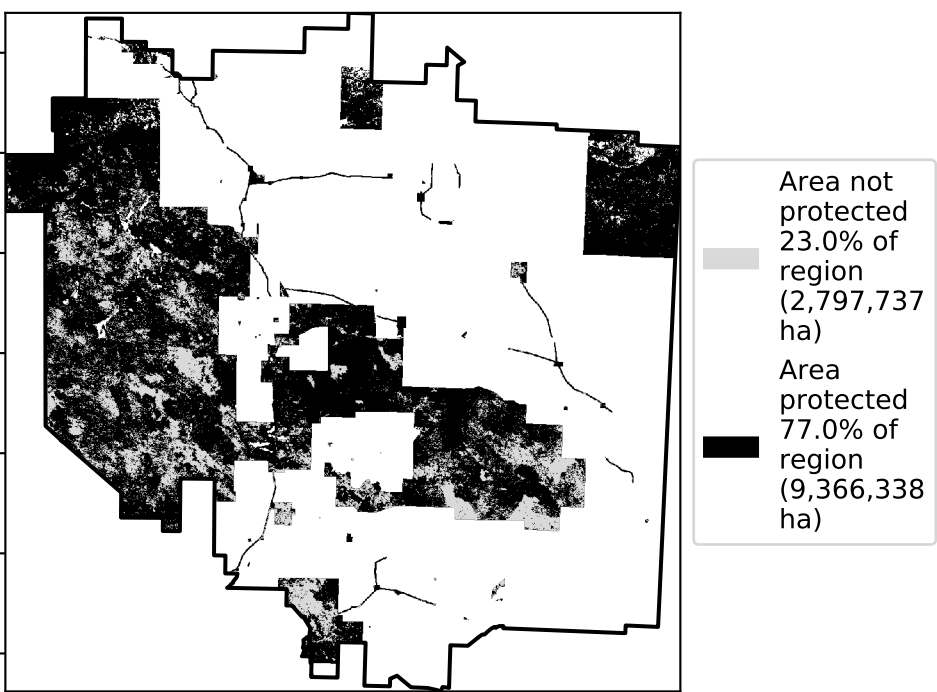 Area not
protected
23.0% of
region
(2,797,737
ha)
Area
protected
77.0% of
region
(9,366,338
ha)